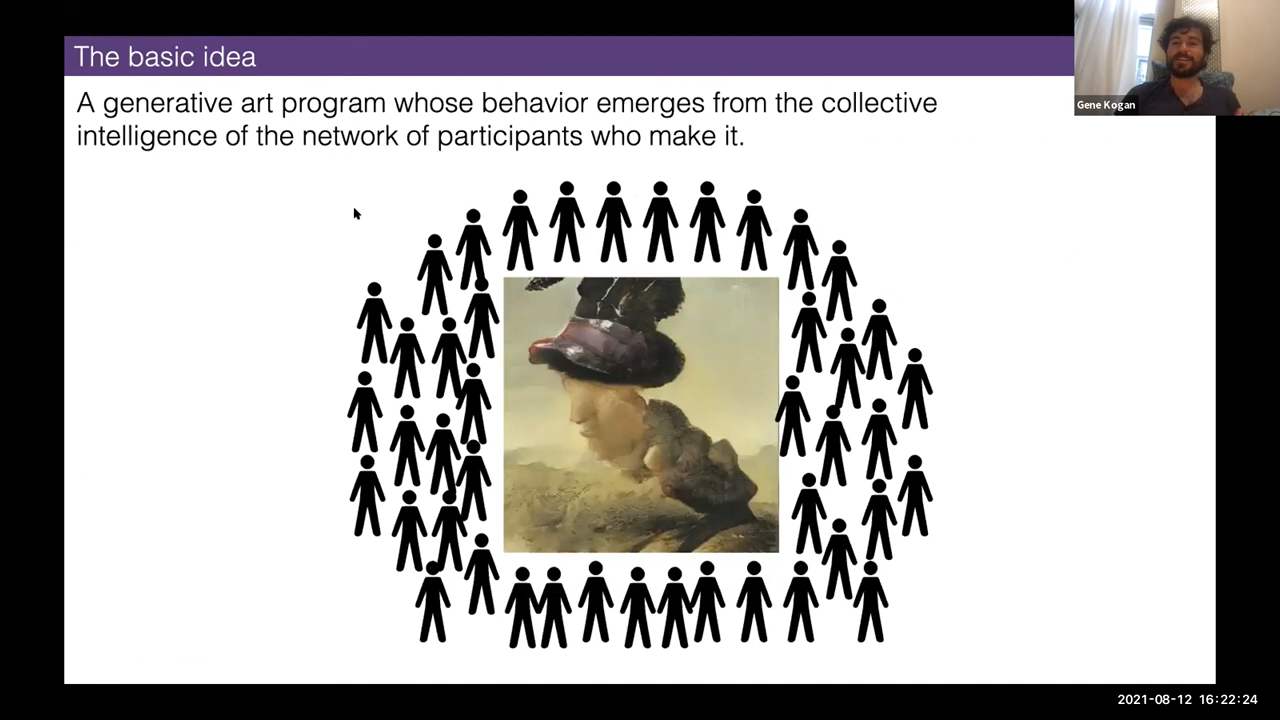 The basic idea
Gene Kogan
A generative art program whose behavior emerges from the collective
intelligence of the network of participants who make it.
2021-08-12 16:22:24